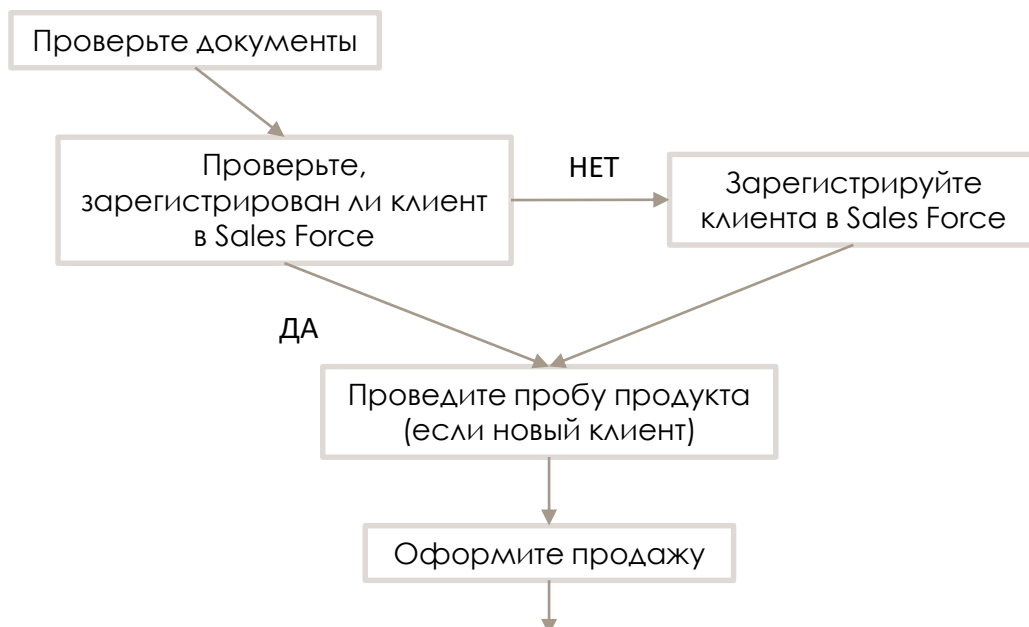 Проверьте документы
Проверьте,
зарегистрирован ли клиент
в Sales Force
НЕТ
Зарегистрируйте
клиента в Sales Force
ДА
Проведите пробу продукта
(если новый клиент)
Оформите продажу